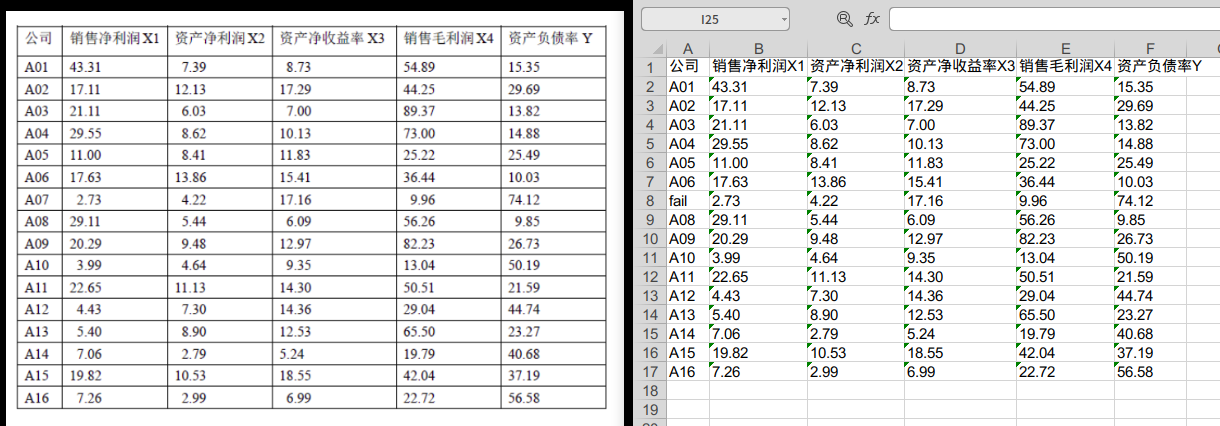 公司 销售净利润X1 资产净利润X2 资产净收益率 X3 销售毛利润X4 资产负债率 Y
A01 43.31 7.39 8.73 54.89 15.35
A02 17.11 12.13 17.29 44.25 29.69
A03 21.11 6.03 7.00 89.37 13.82
A04 29.55 8.62 10.13 73.00 14.88
A05 11.00 8.41 11.83 25.22 25.49
A06 17.63 13.86 15.41 36.44 10.03
A07 2.73 4.22 17.16 9.96 74.12
A08 29.11 5.44 6.09 56.26 9.85
A09 20.29 9.48 12.97 82.23 26.73
A10 3.99 4.64 9.35 13.04 50.19
A11 22.65 11.13 14.30 50.51 21.59
A12 4.43 7.30 14.36 29.04 44.74
A13 5.40 8.90 12.53 65.50 23.27
A14 7.06 2.79 5.24 19.79 40.68
A15 19.82 10.53 18.55 42.04 37.19
A16 7.26 2.99 6.99 22.72 56.58
I25 fx
A B C D E F
1 公司 销售净利润X1 资产净利润X2 资产净收益率X3 销售毛利润X4 资产负债率Y
2 A01 43.31 7.39 8.73 54.89 15.35
3 A02 17.11 12.13 17.29 44.25 29.69
4 A03 21.11 6.03 7.00 89.37 13.82
5 A04 29.55 8.62 10.13 73.00 14.88
6 A05 11.00 8.41 11.83 25.22 25.49
7 A06 17.63 13.86 15.41 36.44 10.03
8 fail 2.73 4.22 17.16 9.96 74.12
9 A08 29.11 5.44 6.09 56.26 9.85
10 A09 20.29 9.48 12.97 82.23 26.73
11 A10 3.99 4.64 9.35 13.04 50.19
12 A11 22.65 11.13 14.30 50.51 21.59
13 A12 4.43 7.30 14.36 29.04 44.74
14 A13 5.40 8.90 12.53 65.50 23.27
15 A14 7.06 2.79 5.24 19.79 40.68
16 A15 19.82 10.53 18.55 42.04 37.19
17 A16 7.26 2.99 6.99 22.72 56.58
18
19